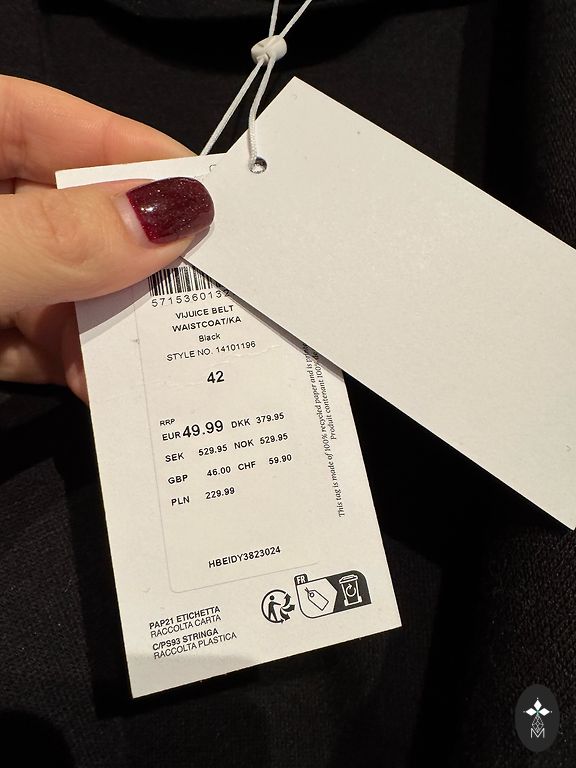 5715360132
VIJUICE BELT
WAISTCOAT/KA
Black
STYLE NO. 14101196
42
RRP
EUR 49.99 DKK 379.95
SEK 529.95 NOK 529.95
GBP 46.00 CHF 59.90
PLN 229.99
HBEIDY3823024
This tag is made of 100% recycled paper and is
Produit contenant 100%
FR
PAP21 ETICHETTA
RACCOLTA CARTA
C/PS93 STRINGA
RACCOLTA PLASTICA
M